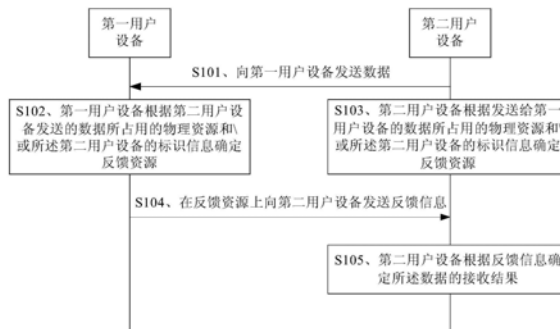 第一用户
设备
第二用户
设备
S101、向第一用户设备发送数据
S102、第一用户设备根据第二用户设
备发送的数据所占用的物理资源和\
或所述第二用户设备的标识信息确定
反馈资源
S103、第二用户设备根据发送给第一
用户设备的数据所占用的物理资源和\
或所述第二用户设备的标识信息确定
反馈资源
S104、在反馈资源上向第二用户设备发送反馈信息
S105、第二用户设备根据反馈信息确
定所述数据的接收结果